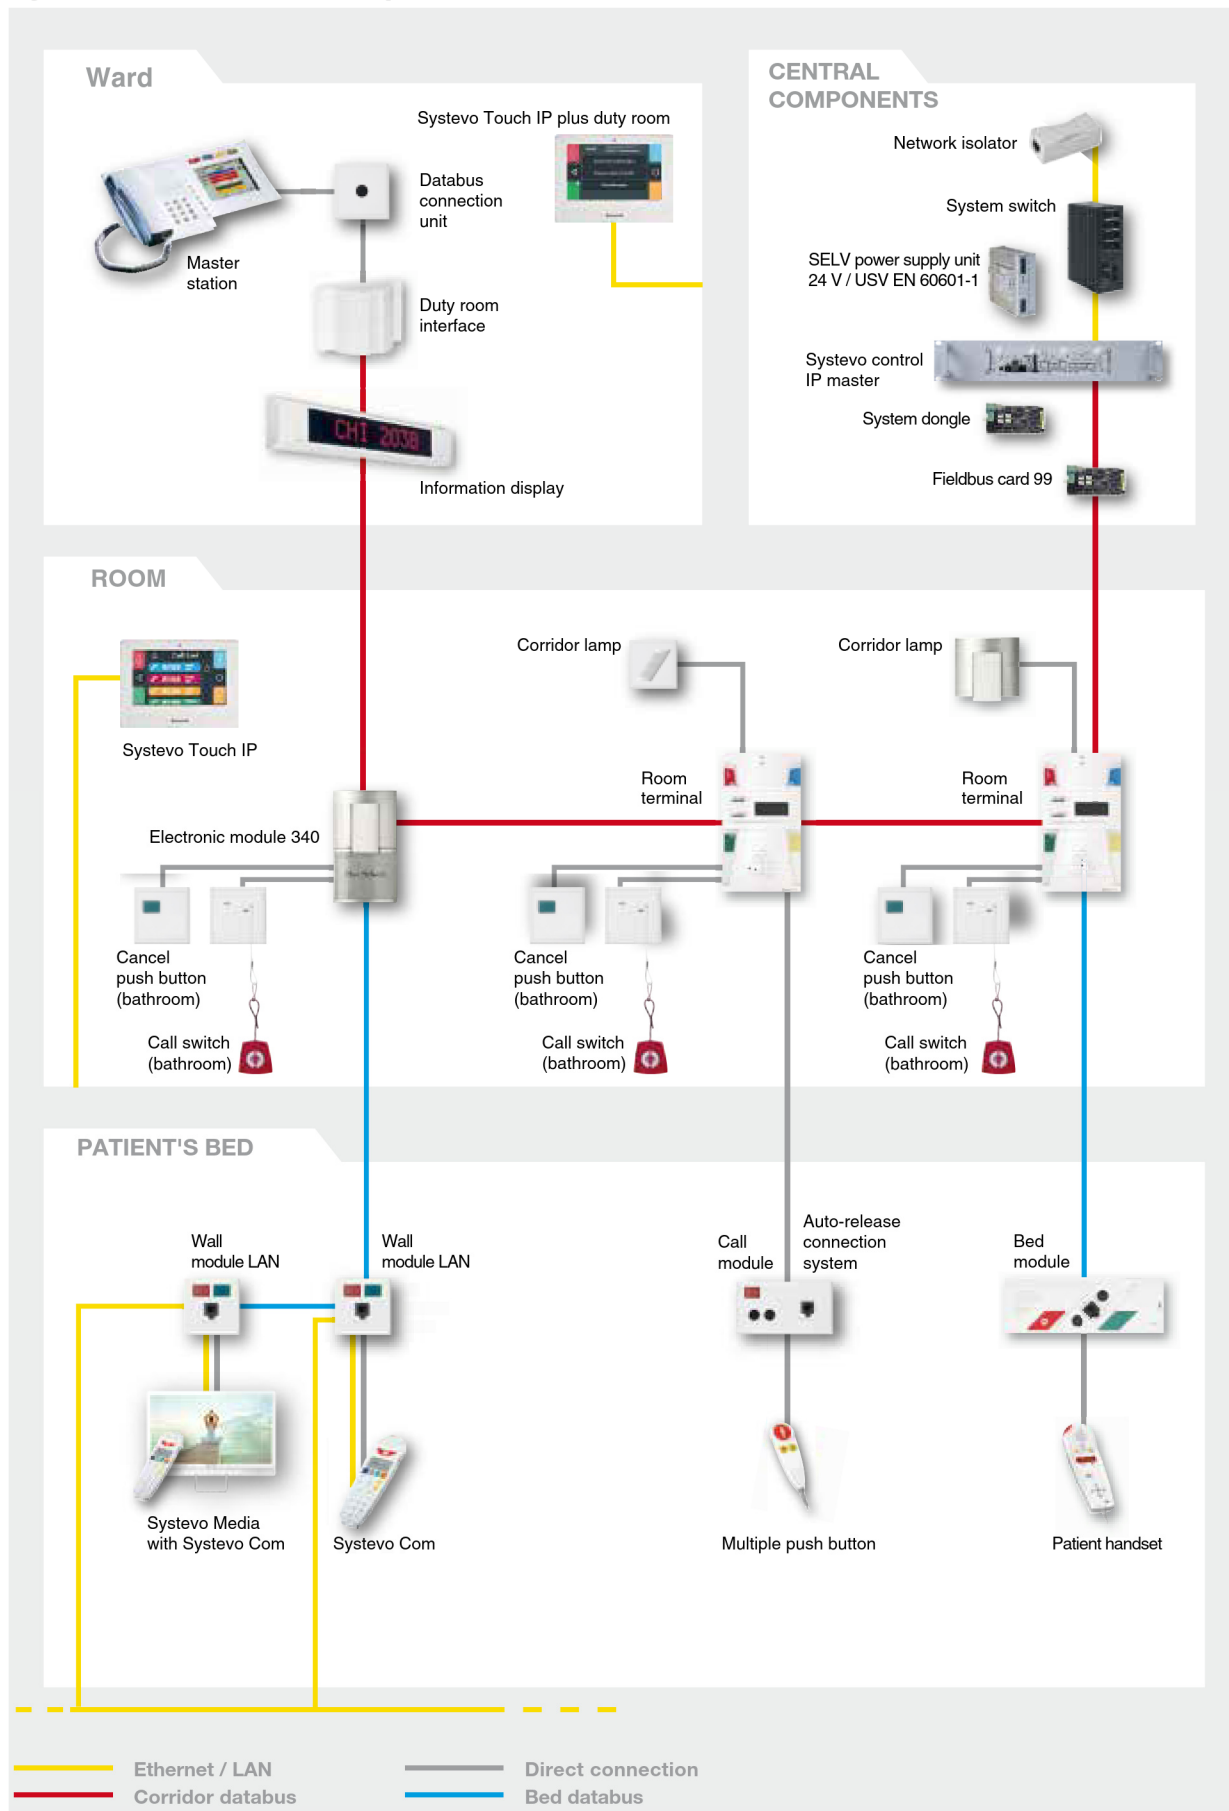 Ward
Systevo Touch IP plus duty room
Databus
connection
unit
Master
station
Duty room
interface
CHI 2038
Information display
CENTRAL
COMPONENTS
Network isolator
System switch
SELV power supply unit
24 V / USV EN 60601-1
Systevo control
IP master
System dongle
Fieldbus card 99
ROOM
Systevo Touch IP
Corridor lamp
Corridor lamp
Room
terminal
Room
terminal
Electronic module 340
Cancel
push button
(bathroom)
Call switch
(bathroom)
Cancel
push button
(bathroom)
Call switch
(bathroom)
Cancel
push button
(bathroom)
Call switch
(bathroom)
PATIENT'S BED
Wall
module LAN
Wall
module LAN
Call
module
Auto-release
connection
system
Bed
module
Systevo Media
with Systevo Com
Systevo Com
Multiple push button
Patient handset
Ethernet / LAN
Direct connection
Corridor databus
Bed databus